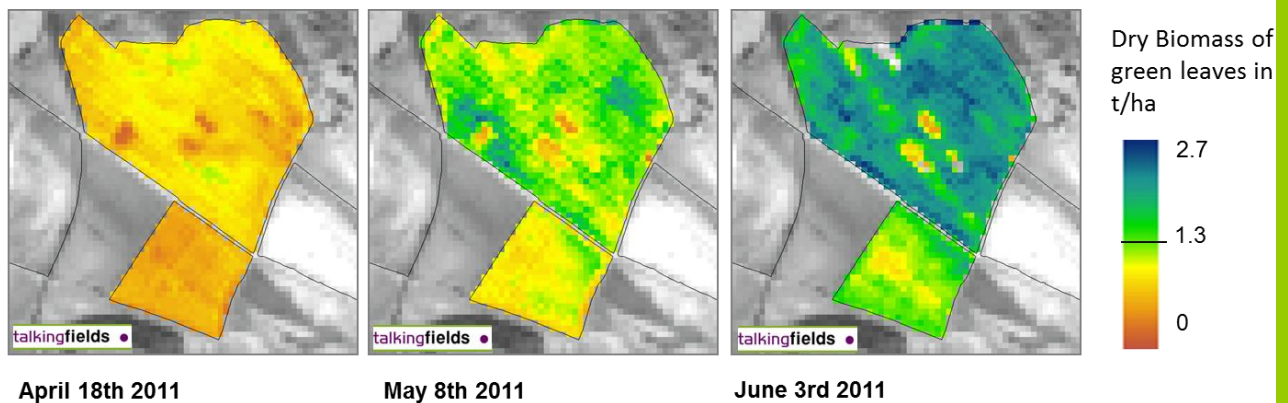 Dry Biomass of
green leaves in
t/ha
2.7
1.3
0
talkingfields
talkingfields
talkingfields
April 18th 2011
May 8th 2011
June 3rd 2011